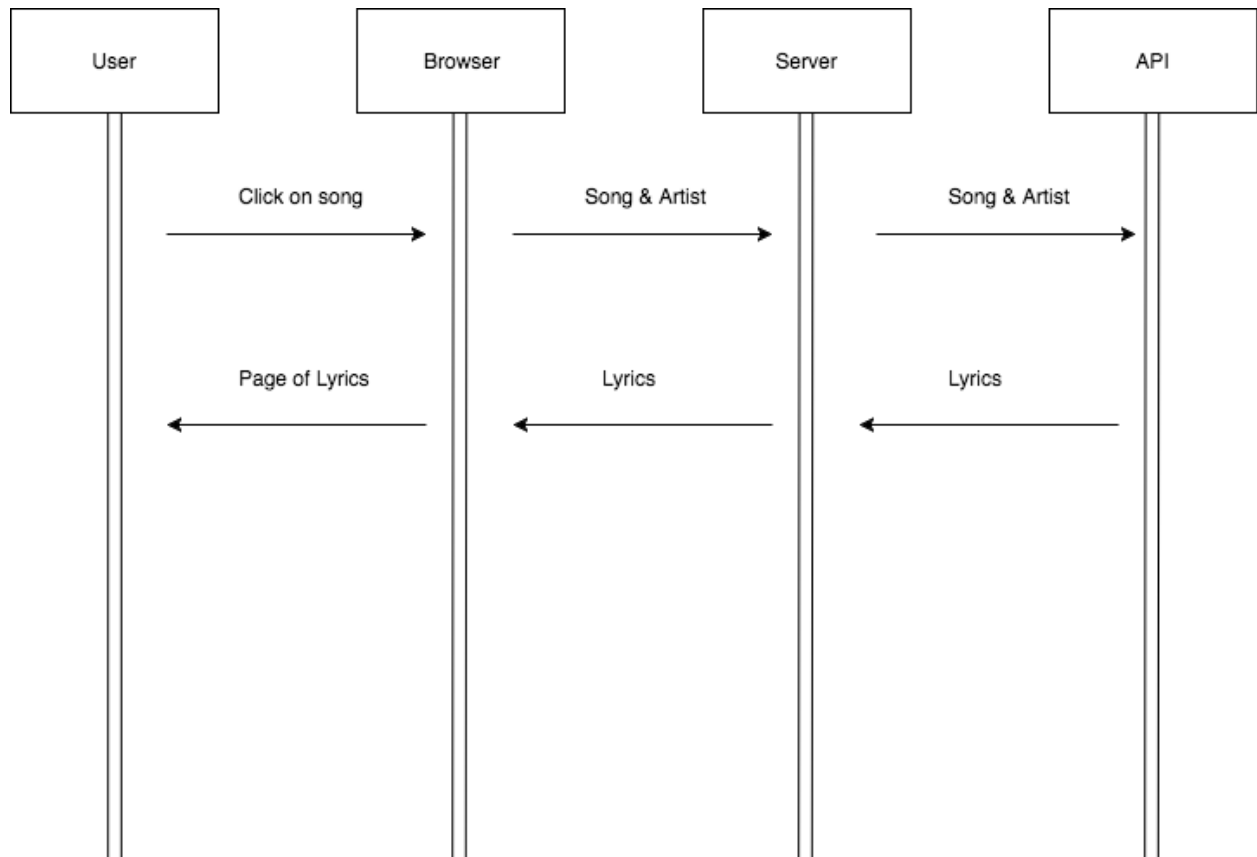 User
Browser
Server
API
Click on song
Song & Artist
Song & Artist
Page of Lyrics
Lyrics
Lyrics